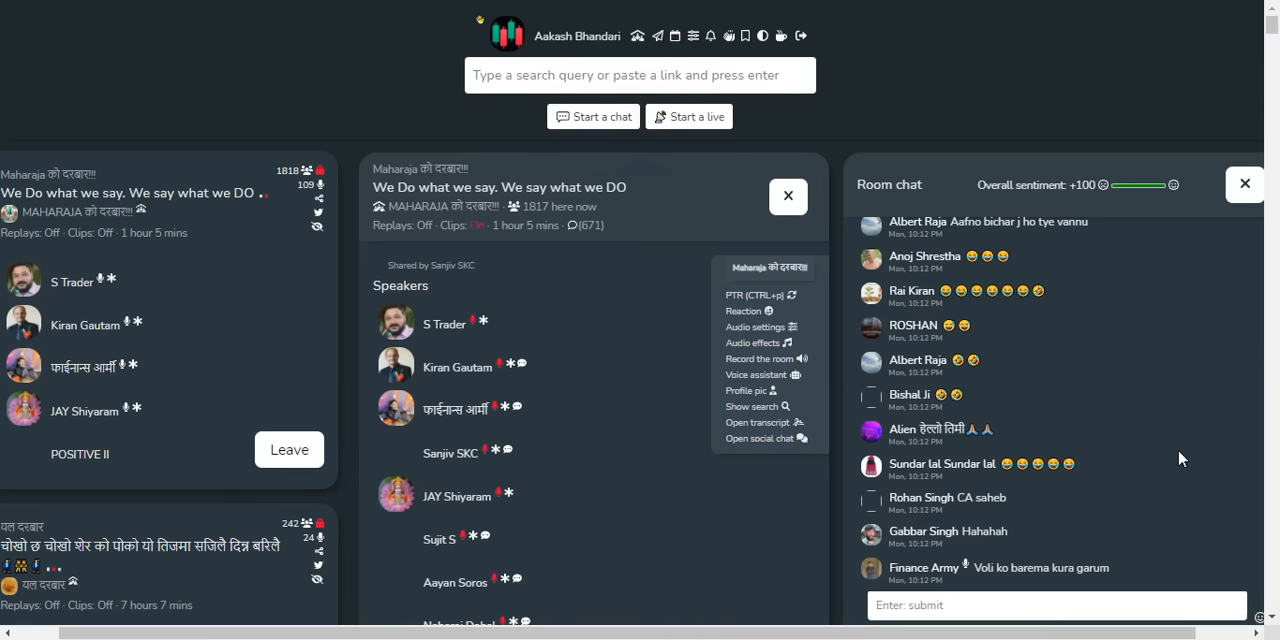 Aakash Bhandari
Type a search query or paste a link and press enter
Start a chat
Start a live
Maharaja को दरबार!!!
1818
We Do what we say. We say what we DO
109
MAHARAJA को दरबार!!!
Replays: Off · Clips: Off · 1 hour 5 mins
S Trader
Kiran Gautam
फाईनान्स आर्मी
JAY Shiyaram
POSITIVE II
Leave
यल दरबार
242
24
चोखो छ चोखो शेर को पोको यो तिजमा सजिलै दिन्न बरिलै
यल दरबार
Replays: Off · Clips: Off · 7 hours 7 mins
Maharaja को दरबार!!!
We Do what we say. We say what we DO
MAHARAJA को दरबार!!! · 1817 here now
Replays: Off · Clips: On · 1 hour 5 mins · (671)
Shared by Sanjiv SKC
Speakers
S Trader
Kiran Gautam
फाईनान्स आर्मी
Sanjiv SKC
JAY Shiyaram
Sujit S
Aayan Soros
Maharaja को दरबार!!!
PTR (CTRL+p)
Reaction
Audio settings
Audio effects
Record the room
Voice assistant
Profile pic
Show search
Open transcript
Open social chat
Room chat
Overall sentiment: +100
Albert Raja Aafno bichar j ho tye vannu
Mon, 10:12 PM
Anoj Shrestha 😂 😂 😂
Mon, 10:12 PM
Rai Kiran 😂 😂 😂 😂 😂 😂 🤣
Mon, 10:12 PM
ROSHAN 😅 😅
Mon, 10:12 PM
Albert Raja 🤣 🤣
Mon, 10:12 PM
Bishal Ji 🤣 🤣
Mon, 10:12 PM
Alien हेल्लो तिमी 🙏 🙏
Mon, 10:12 PM
Sundar lal Sundar lal 😂 😂 😂 😂 😂
Mon, 10:12 PM
Rohan Singh CA saheb
Mon, 10:12 PM
Gabbar Singh Hahahah
Mon, 10:12 PM
Finance Army Voli ko barema kura garum
Mon, 10:12 PM
Enter: submit